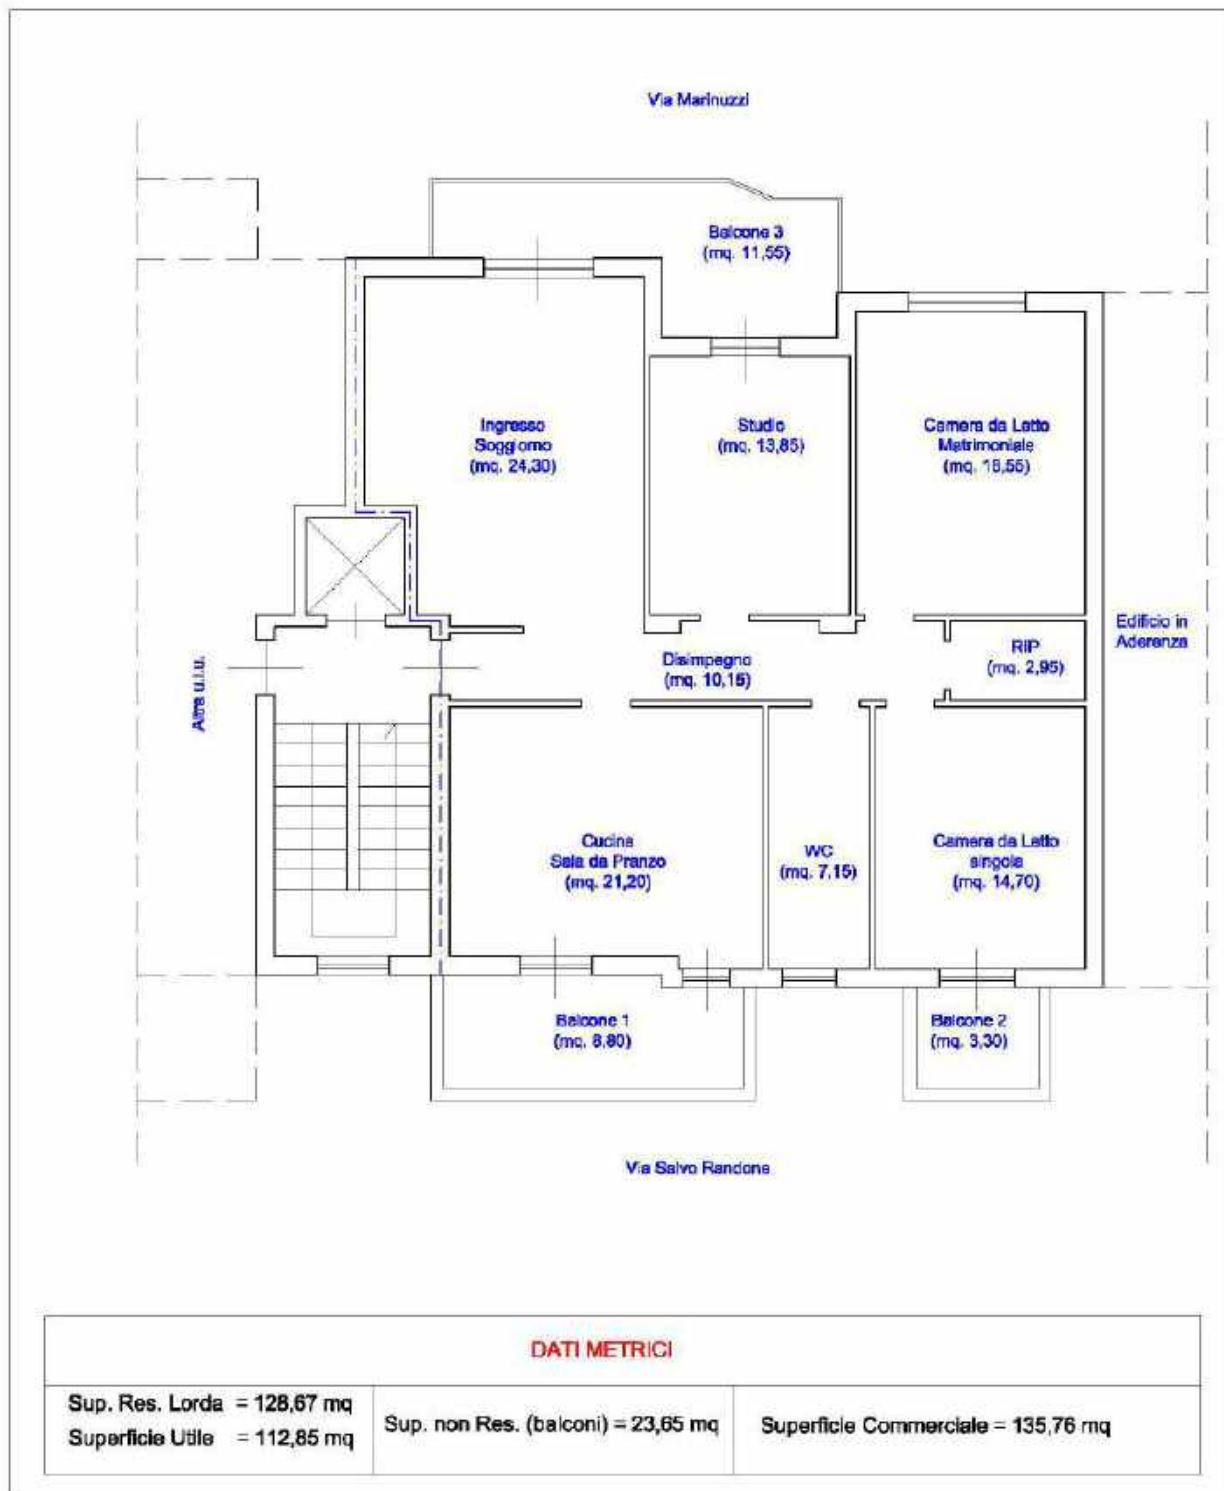 Via Marinuzzi
Balcone 3
(mq. 11,55)
Ingresso
Soggiorno
(mq. 24,30)
Studio
(mq. 13,85)
Camera da Letto
Matrimoniale
(mq. 18,55)
Edificio in
Aderenza
RIP
(mq. 2,95)
Disimpegno
(mq. 10,15)
Altra u.i.u.
Cucina
Sala da Pranzo
(mq. 21,20)
WC
(mq. 7,15)
Camera da Letto
singola
(mq. 14,70)
Balcone 1
(mq. 8,80)
Balcone 2
(mq. 3,30)
Via Salvo Randone
DATI METRICI
Sup. Res. Lorda = 128,67 mq
Superficie Utile = 112,85 mq
Sup. non Res. (balconi) = 23,65 mq
Superficie Commerciale = 135,76 mq